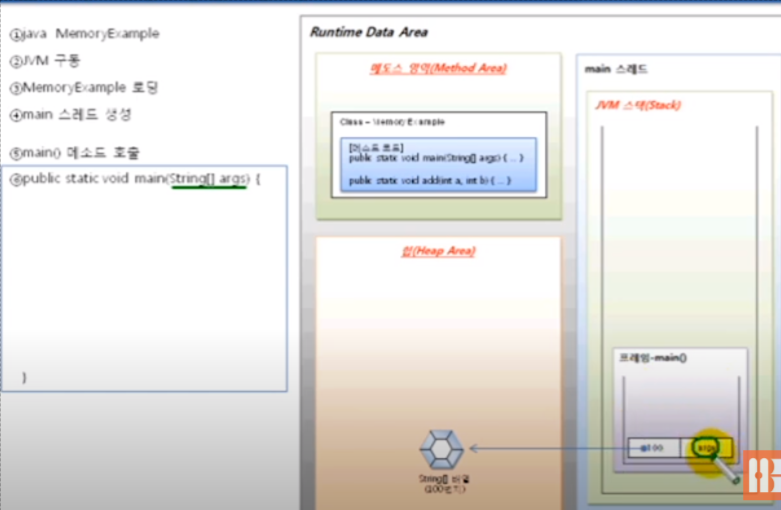 ①java MemoryExample
②JVM 구동
③MemoryExample 로딩
④main 스레드 생성
⑤main() 메소드 호출
⑥public static void main(String[] args) {
}
Runtime Data Area
메도스 영역(Method Area)
Class – MemoryExample
[메소드 코드]
public static void main(String[] args) { ... }
public static void add(int a, int b) { ... }
힙(Heap Area)
String[] 배열
(100번지)
main 스레드
JVM 스택(Stack)
프레임-main()
args